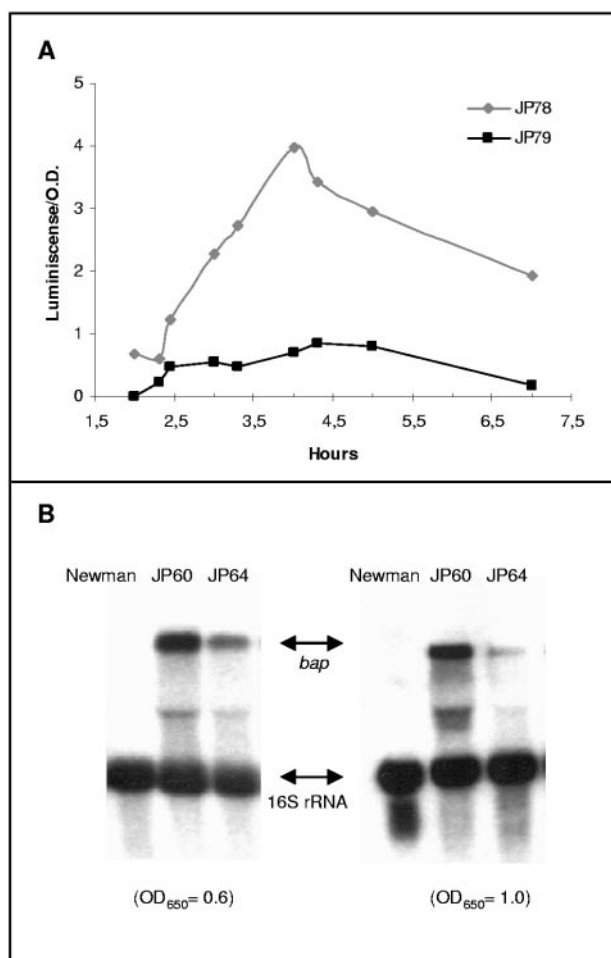 A
Luminiscense/O.D.
5
4
3
2
1
0
JP78
JP79
1,5 2,5 3,5 4,5 5,5 6,5 7,5
Hours
B
Newman JP60 JP64 Newman JP60 JP64
bap
16S rRNA
(OD650= 0.6) (OD650= 1.0)